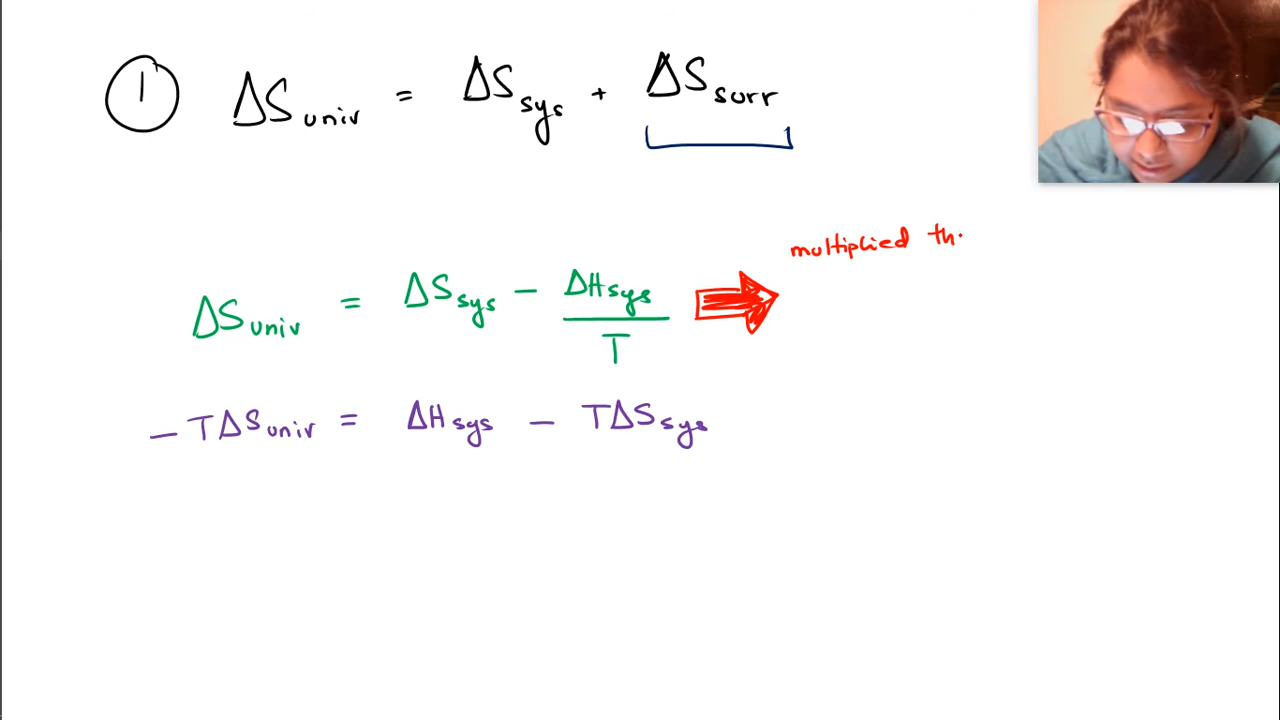 ① ΔS univ = ΔS sys + ΔS surr
multiplied th
ΔS univ = ΔS sys − ΔH sys / T
− TΔS univ = ΔH sys − TΔS sys